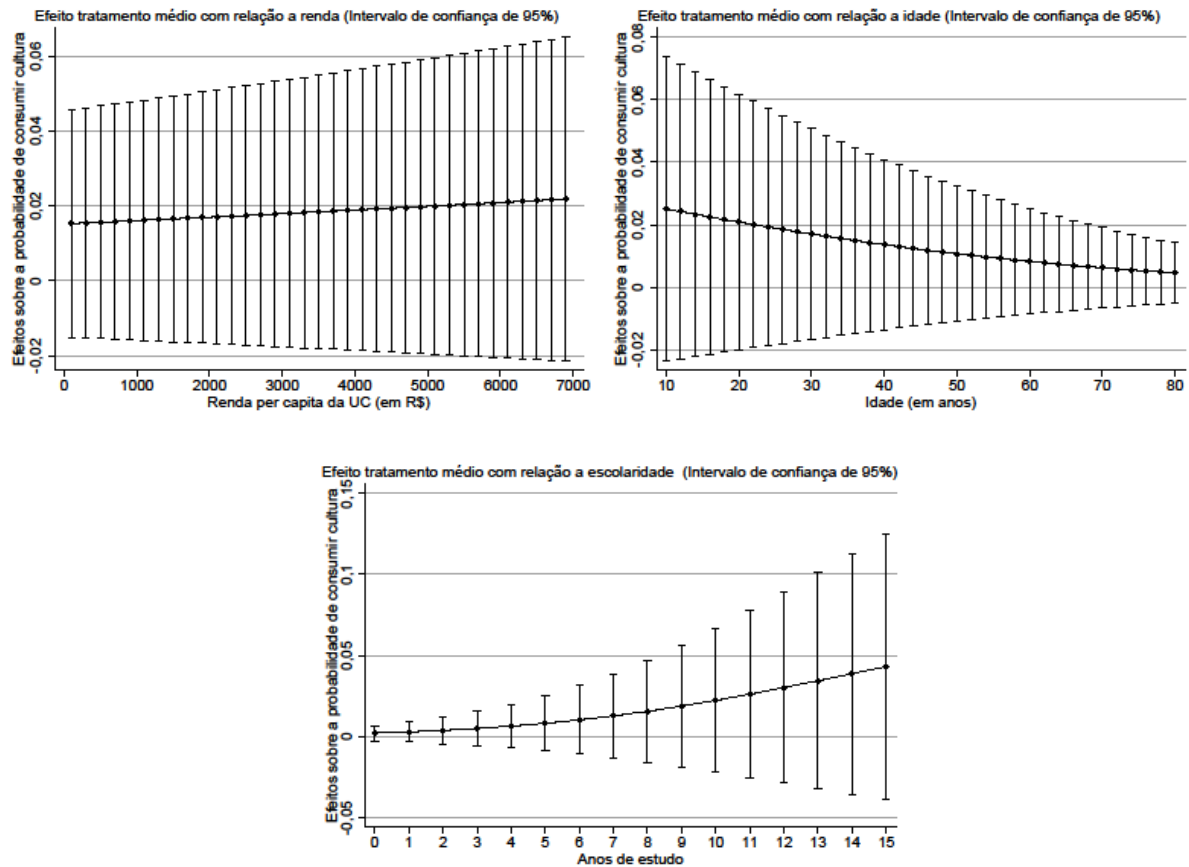 Efeito tratamento médio com relação a renda (Intervalo de confiança de 95%)
Efeitos sobre a probabilidade de consumir cultura
0,06
0,04
0,02
0
-0,02
0 1000 2000 3000 4000 5000 6000 7000
Renda per capita da UC (em R$)
Efeito tratamento médio com relação a idade (Intervalo de confiança de 95%)
Efeitos sobre a probabilidade de consumir cultura
0,08
0,06
0,04
0,02
0
-0,02
10 20 30 40 50 60 70 80
Idade (em anos)
Efeito tratamento médio com relação a escolaridade (Intervalo de confiança de 95%)
Efeitos sobre a probabilidade de consumir cultura
0,15
0,1
0,05
0
-0,05
0 1 2 3 4 5 6 7 8 9 10 11 12 13 14 15
Anos de estudo